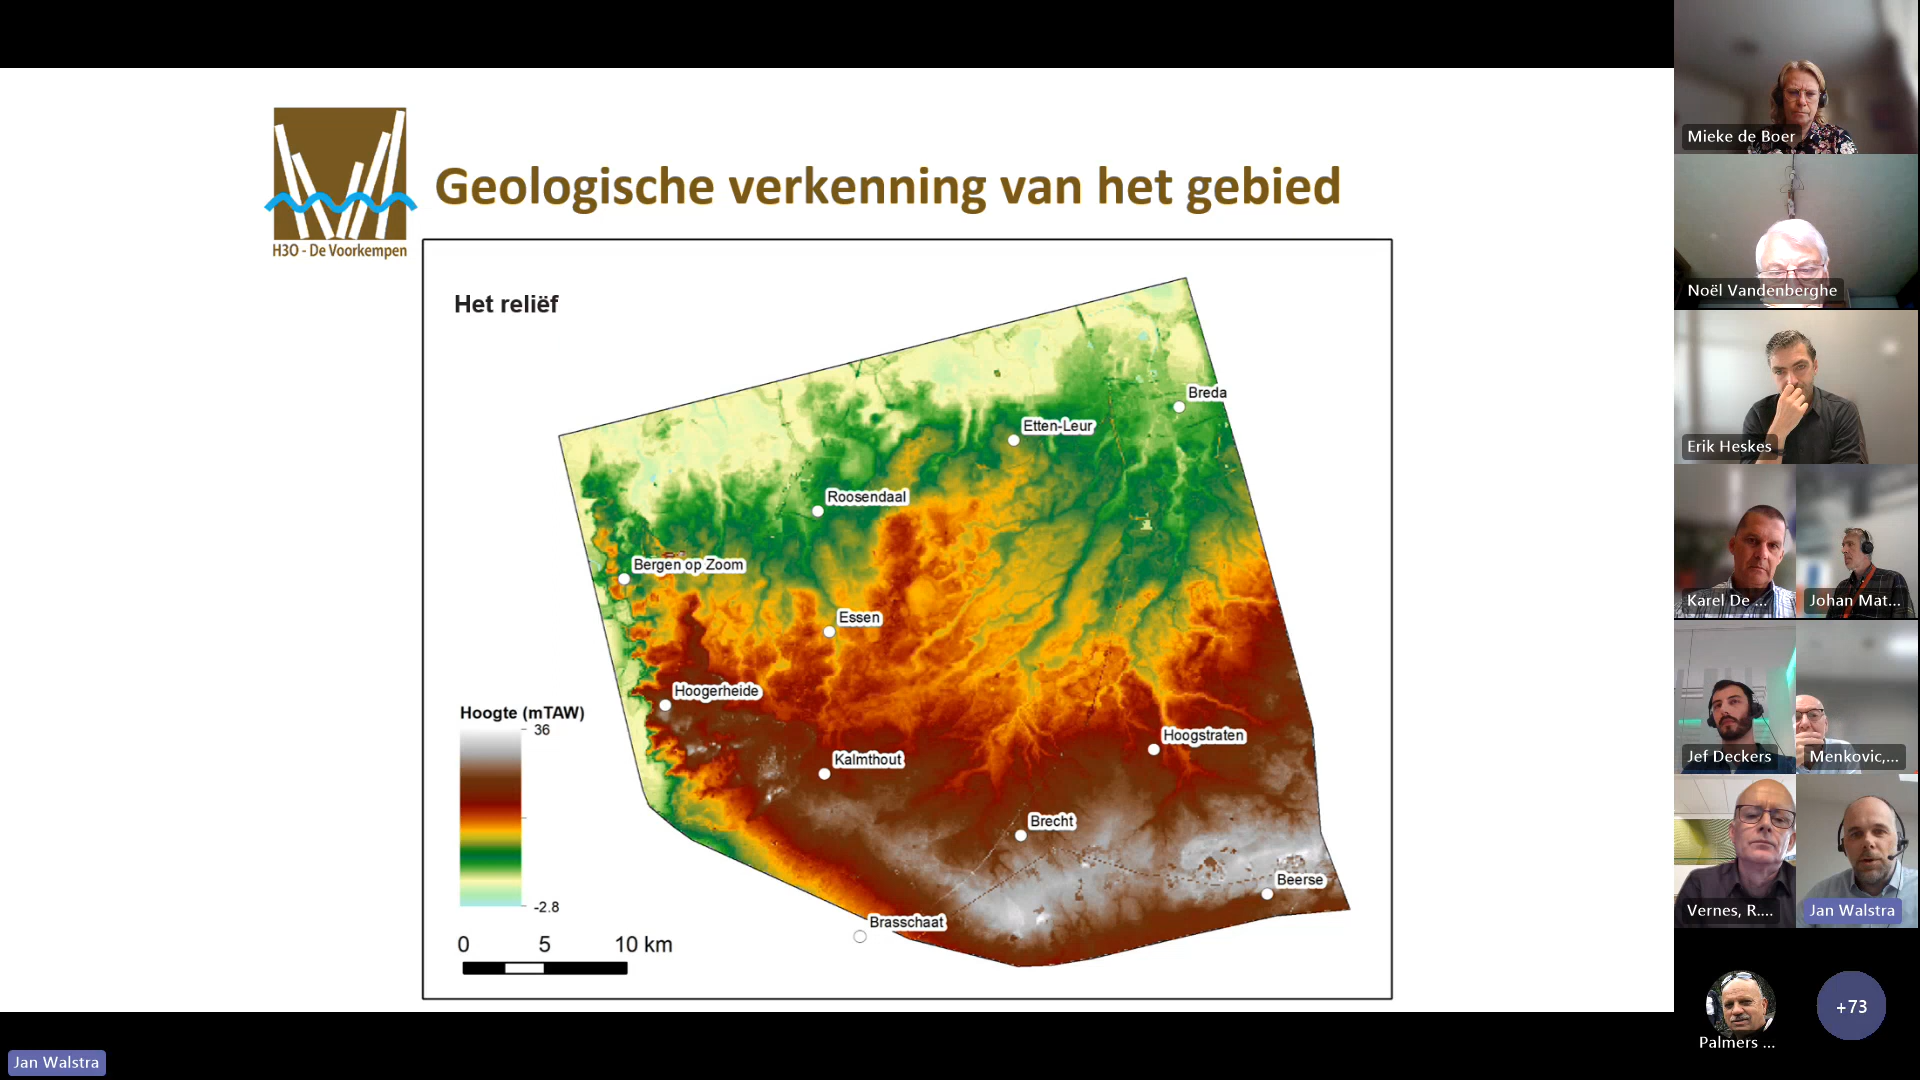 H3O - De Voorkempen
Geologische verkenning van het gebied
Het reliëf
Breda
Etten-Leur
Roosendaal
Bergen op Zoom
Essen
Hoogerheide
Kalmthout
Hoogstraten
Brecht
Beerse
Brasschaat
Hoogte (mTAW)
36
-2.8
0 5 10 km
Jan Walstra
Mieke de Boer
Noël Vandenberghe
Erik Heskes
Karel De ...
Johan Mat...
Jef Deckers
Menkovic,...
Vernes, R....
Jan Walstra
Palmers ...
+73